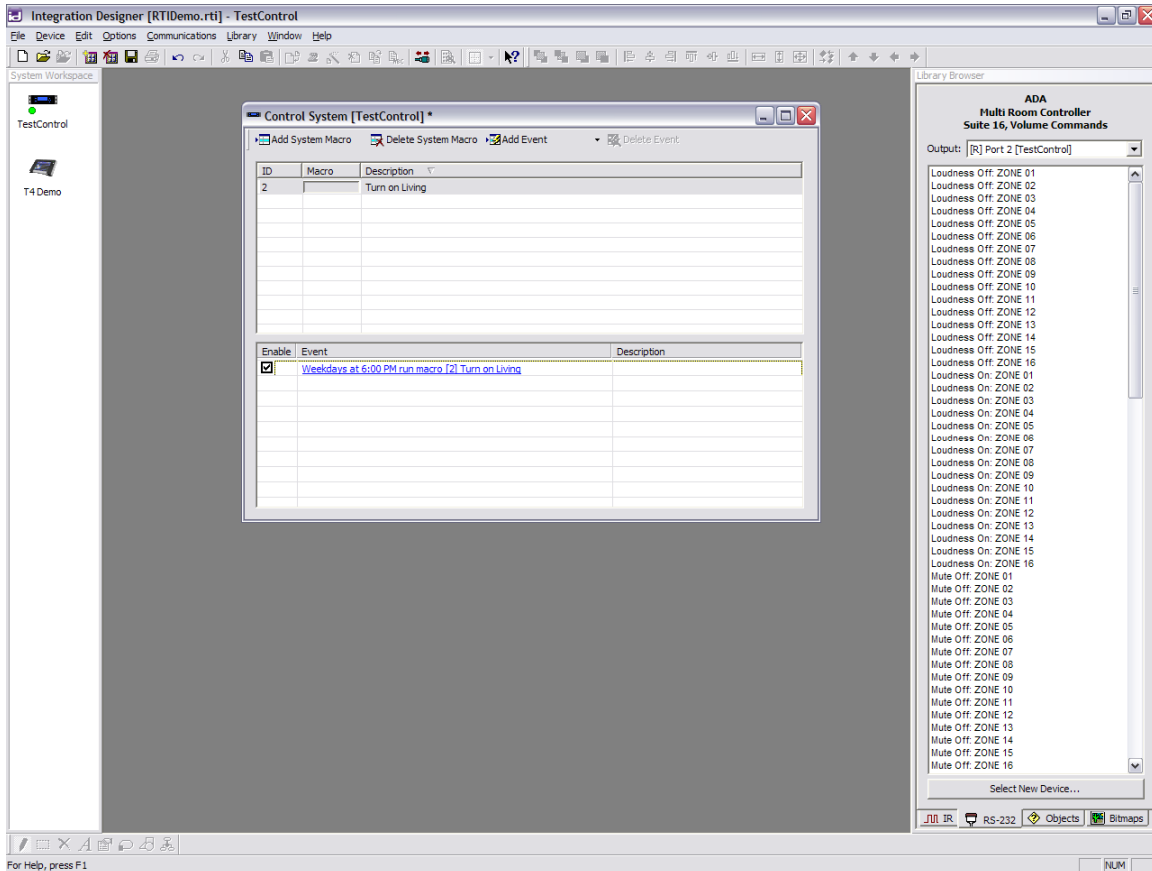 Integration Designer [RTIDemo.rti] - TestControl
File Device Edit Options Communications Library Window Help
System Workspace
TestControl
T4 Demo
Control System [TestControl] *
Add System Macro Delete System Macro Add Event Delete Event
ID Macro Description
2 Turn on Living
Enable Event Description
Weekdays at 6:00 PM run macro [2] Turn on Living
Library Browser
ADA
Multi Room Controller
Suite 16, Volume Commands
Output: [R] Port 2 [TestControl]
Loudness Off: ZONE 01
Loudness Off: ZONE 02
Loudness Off: ZONE 03
Loudness Off: ZONE 04
Loudness Off: ZONE 05
Loudness Off: ZONE 06
Loudness Off: ZONE 07
Loudness Off: ZONE 08
Loudness Off: ZONE 09
Loudness Off: ZONE 10
Loudness Off: ZONE 11
Loudness Off: ZONE 12
Loudness Off: ZONE 13
Loudness Off: ZONE 14
Loudness Off: ZONE 15
Loudness Off: ZONE 16
Loudness On: ZONE 01
Loudness On: ZONE 02
Loudness On: ZONE 03
Loudness On: ZONE 04
Loudness On: ZONE 05
Loudness On: ZONE 06
Loudness On: ZONE 07
Loudness On: ZONE 08
Loudness On: ZONE 09
Loudness On: ZONE 10
Loudness On: ZONE 11
Loudness On: ZONE 12
Loudness On: ZONE 13
Loudness On: ZONE 14
Loudness On: ZONE 15
Loudness On: ZONE 16
Mute Off: ZONE 01
Mute Off: ZONE 02
Mute Off: ZONE 03
Mute Off: ZONE 04
Mute Off: ZONE 05
Mute Off: ZONE 06
Mute Off: ZONE 07
Mute Off: ZONE 08
Mute Off: ZONE 09
Mute Off: ZONE 10
Mute Off: ZONE 11
Mute Off: ZONE 12
Mute Off: ZONE 13
Mute Off: ZONE 14
Mute Off: ZONE 15
Mute Off: ZONE 16
Select New Device...
IR RS-232 Objects Bitmaps
For Help, press F1
NUM